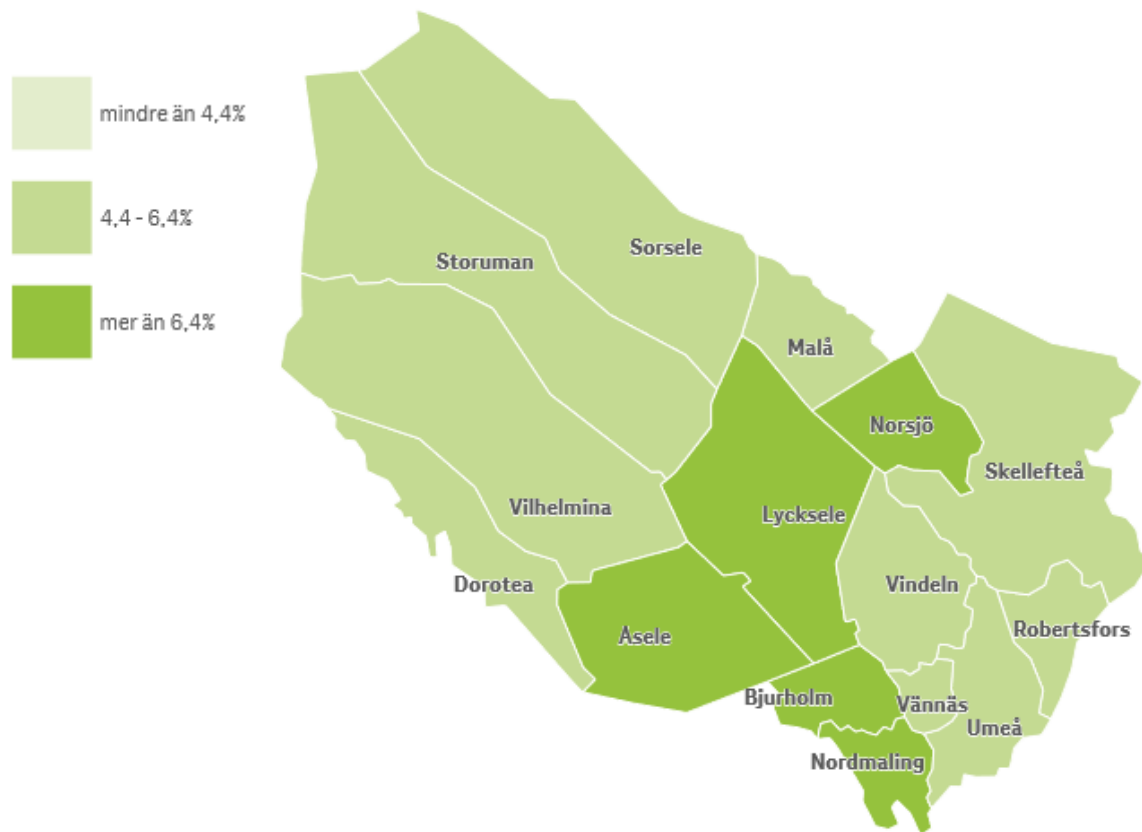 mindre än 4,4%
4,4 - 6,4%
mer än 6,4%
Sorsele
Storuman
Malå
Norsjö
Skellefteå
Vilhelmina
Lycksele
Dorotea
Vindeln
Åsele
Robertsfors
Bjurholm
Vännäs
Umeå
Nordmaling